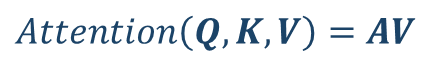 Attention(Q, K, V) = AV